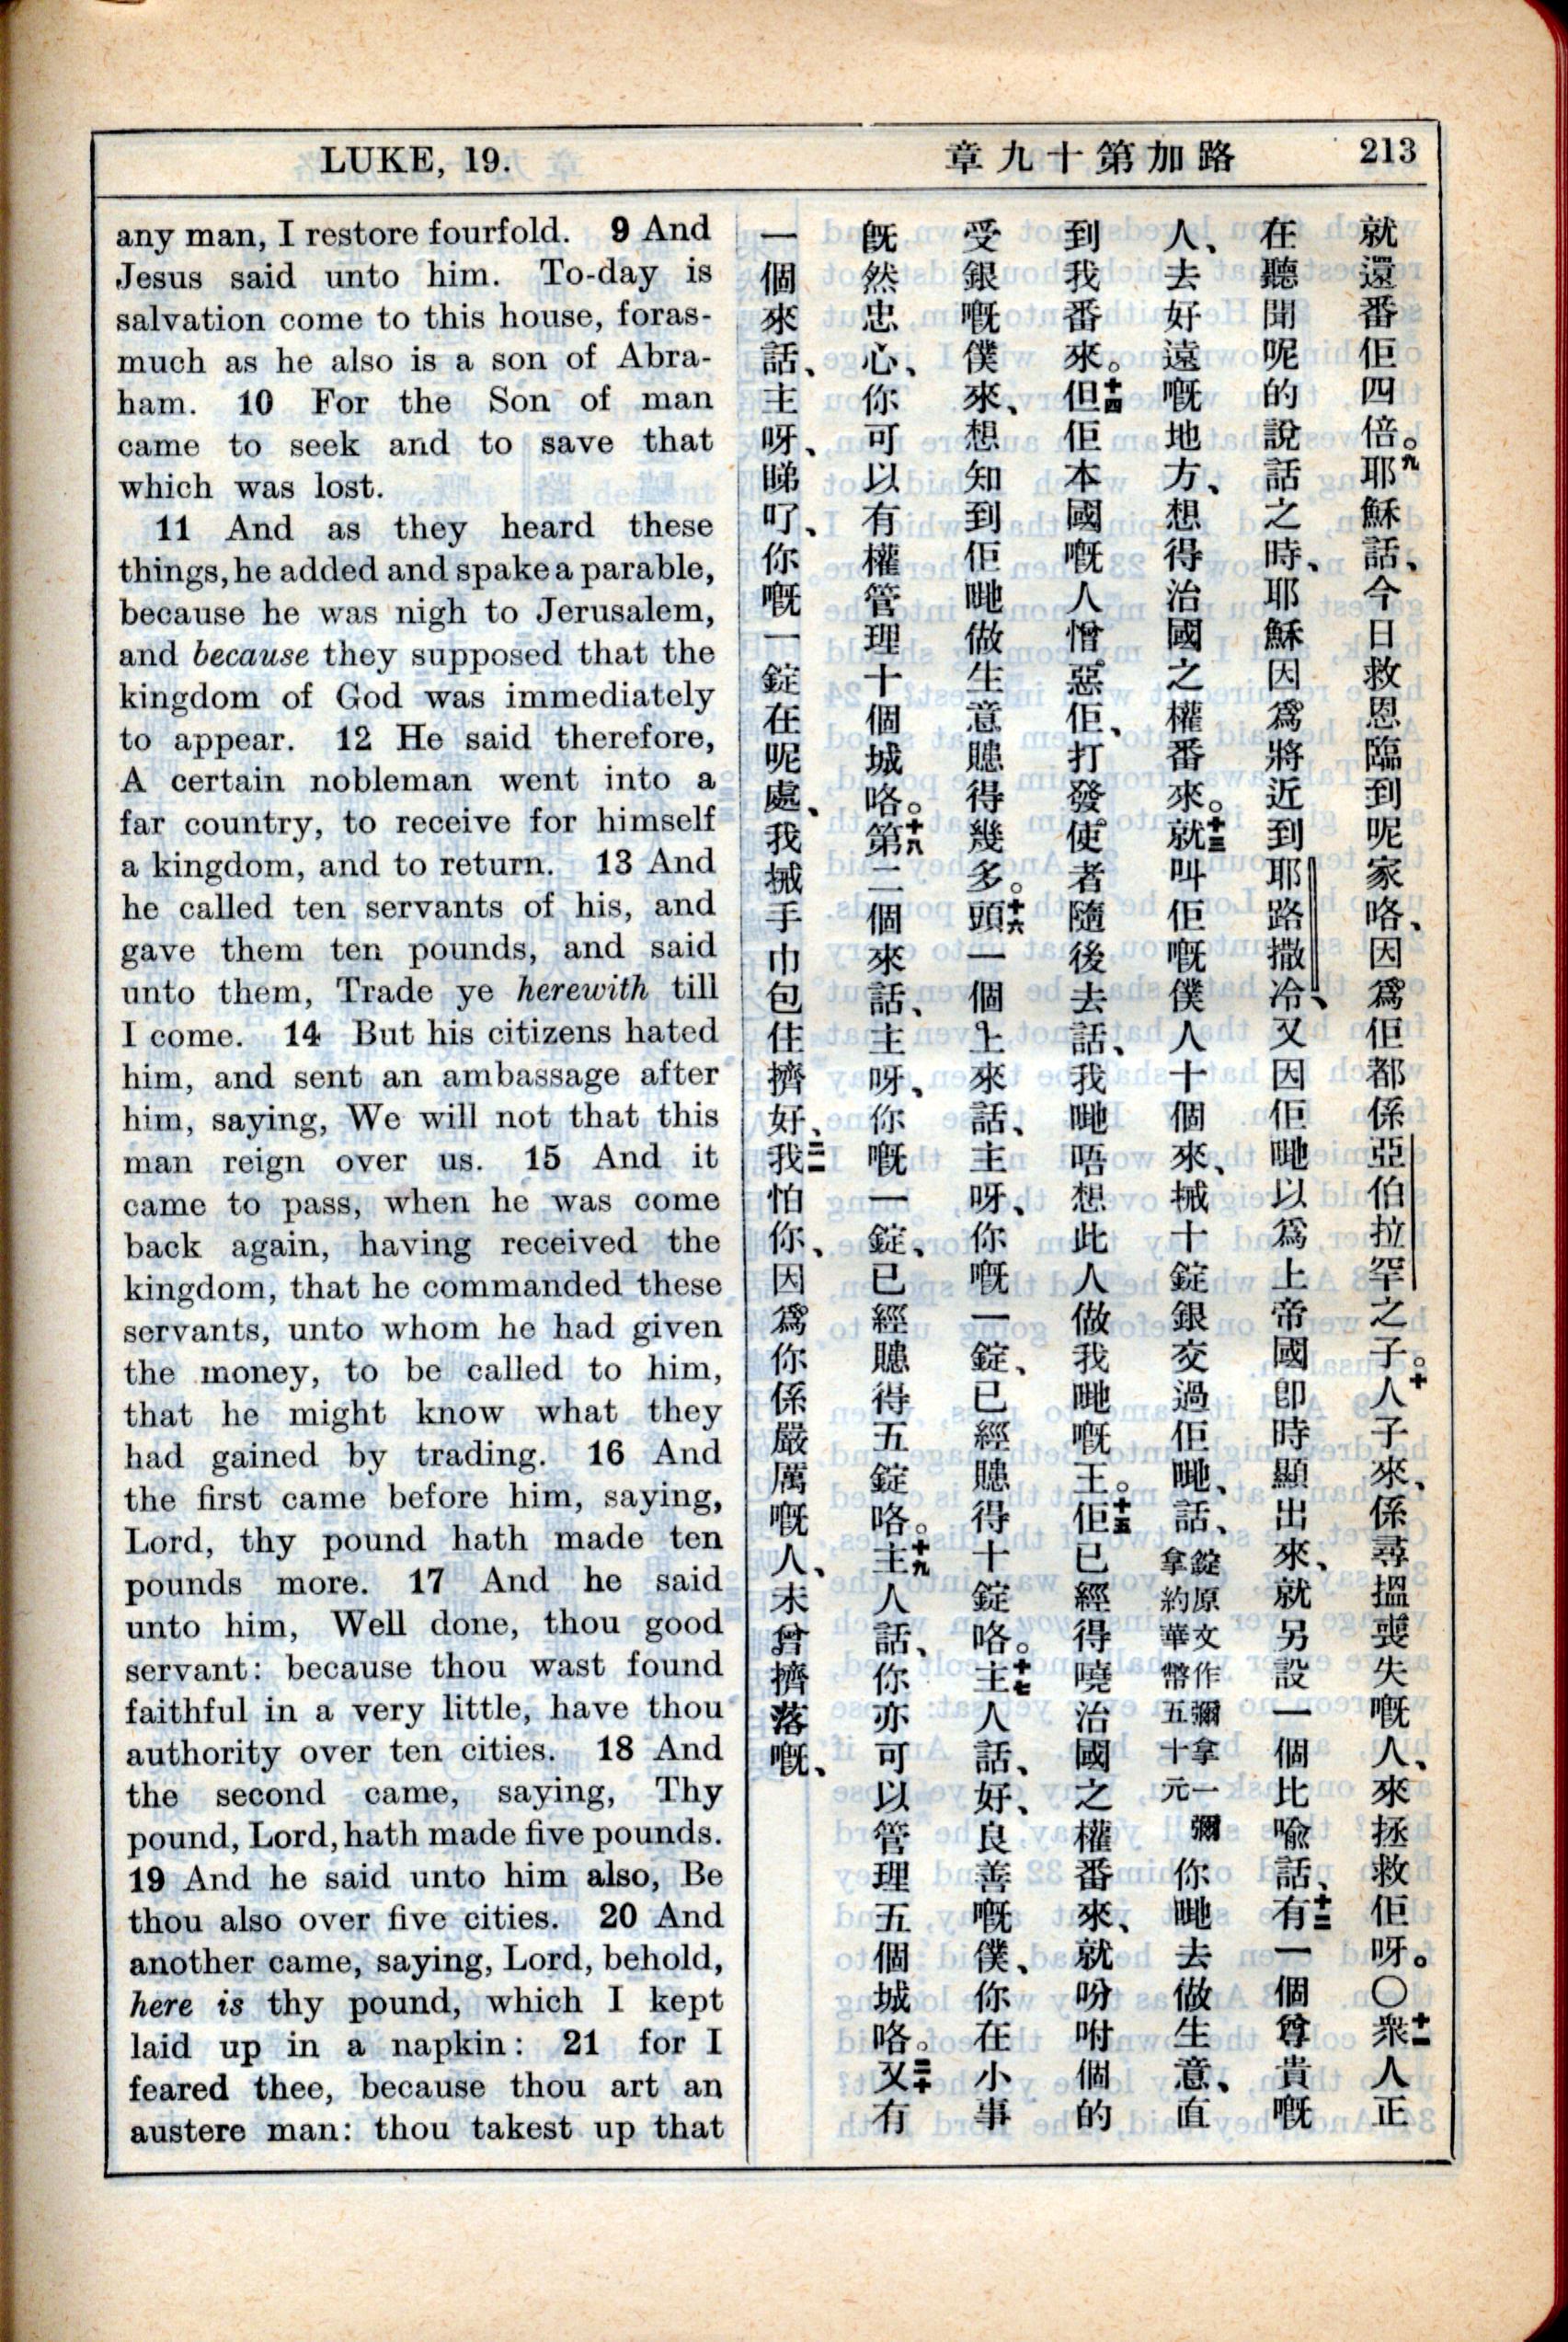 LUKE, 19.
章九十第加路
213
any man, I restore fourfold. 9 And
Jesus said unto him. To-day is
salvation come to this house, foras-
much as he also is a son of Abra-
ham. 10 For the Son of man
came to seek and to save that
which was lost.
11 And as they heard these
things, he added and spake a parable,
because he was nigh to Jerusalem,
and because they supposed that the
kingdom of God was immediately
to appear. 12 He said therefore,
A certain nobleman went into a
far country, to receive for himself
a kingdom, and to return. 13 And
he called ten servants of his, and
gave them ten pounds, and said
unto them, Trade ye herewith till
I come. 14 But his citizens hated
him, and sent an ambassage after
him, saying, We will not that this
man reign over us. 15 And it
came to pass, when he was come
back again, having received the
kingdom, that he commanded these
servants, unto whom he had given
the money, to be called to him,
that he might know what they
had gained by trading. 16 And
the first came before him, saying,
Lord, thy pound hath made ten
pounds more. 17 And he said
unto him, Well done, thou good
servant: because thou wast found
faithful in a very little, have thou
authority over ten cities. 18 And
the second came, saying, Thy
pound, Lord, hath made five pounds.
19 And he said unto him also, Be
thou also over five cities. 20 And
another came, saying, Lord, behold,
here is thy pound, which I kept
laid up in a napkin: 21 for I
feared thee, because thou art an
austere man: thou takest up that
就還番佢四倍。九耶穌話、今日救恩臨到呢家咯、因爲佢都係亞伯拉罕之子。十人子來、係尋搵喪失嘅人、來拯救佢呀。〇十一衆人正
在聽聞呢的說話之時、耶穌因爲將近到耶路撒冷、又因佢哋以爲上帝國卽時顯出來、就另設一個比喩話、十二有一個尊貴嘅
人、去好遠嘅地方、想得治國之權番來。十三就叫佢嘅僕人十個來、搣十錠銀交過佢哋、話、錠原文作彌拿一彌拿約華幣五十元你哋去做生意、直
到我番來。十四但佢本國嘅人憎惡佢、打發使者隨後去話、我哋唔想此人做我哋嘅王。十五佢已經得嘵治國之權番來、就吩咐個的
受銀嘅僕來、想知到佢哋做生意賺得幾多。十六頭一個上來話、主呀、你嘅一錠、已經賺得十錠咯。十七主人話、好、良善嘅僕、你在小事
旣然忠心、你可以有權管理十個城咯。十九第二個來話、主呀、你嘅一錠、已經賺得五錠咯。十九主人話、你亦可以管理五個城咯。二十又有
一個來話、主呀、睇吖、你嘅一錠在呢處、我搣手巾包住擠好、二一我怕你、因爲你係嚴厲嘅人、未曾擠落嘅、